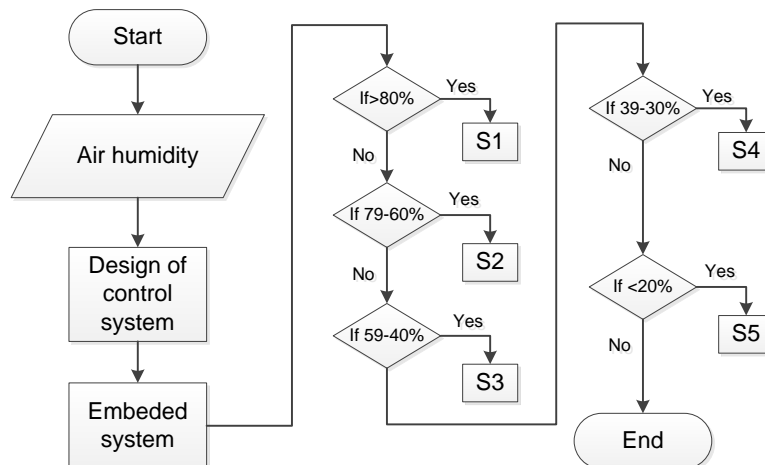 Start
Air humidity
Design of
control
system
Embeded
system
If>80%
Yes
S1
No
If 79-60%
Yes
S2
No
If 59-40%
Yes
S3
If 39-30%
Yes
S4
No
If <20%
Yes
S5
No
End